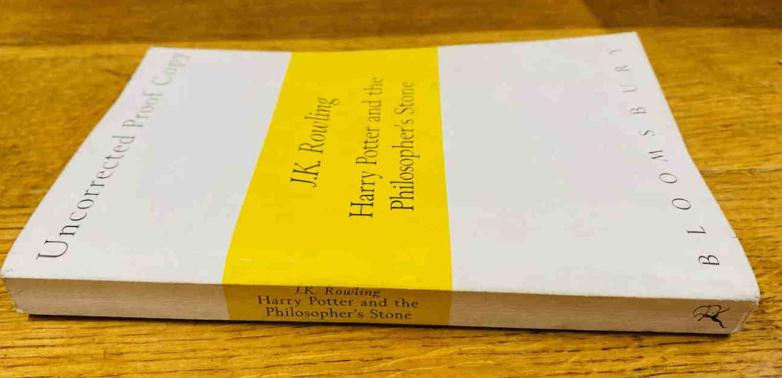 Uncorrected Proof Copy
J.K. Rowling
Harry Potter and the
Philosopher's Stone
BLOOMSBURY
J.K. Rowling
Harry Potter and the
Philosopher's Stone